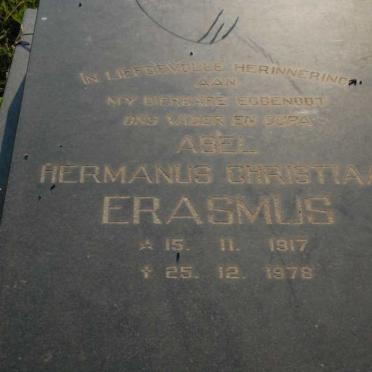 IN LIEFDEVOLLE HERINNERING
AAN
MY DIERBARE EGGENOOT
ONS VADER EN OUPA
ABEL
HERMANUS CHRISTIAA
ERASMUS
☆ 15. 11. 1917
✝ 25. 12. 1978